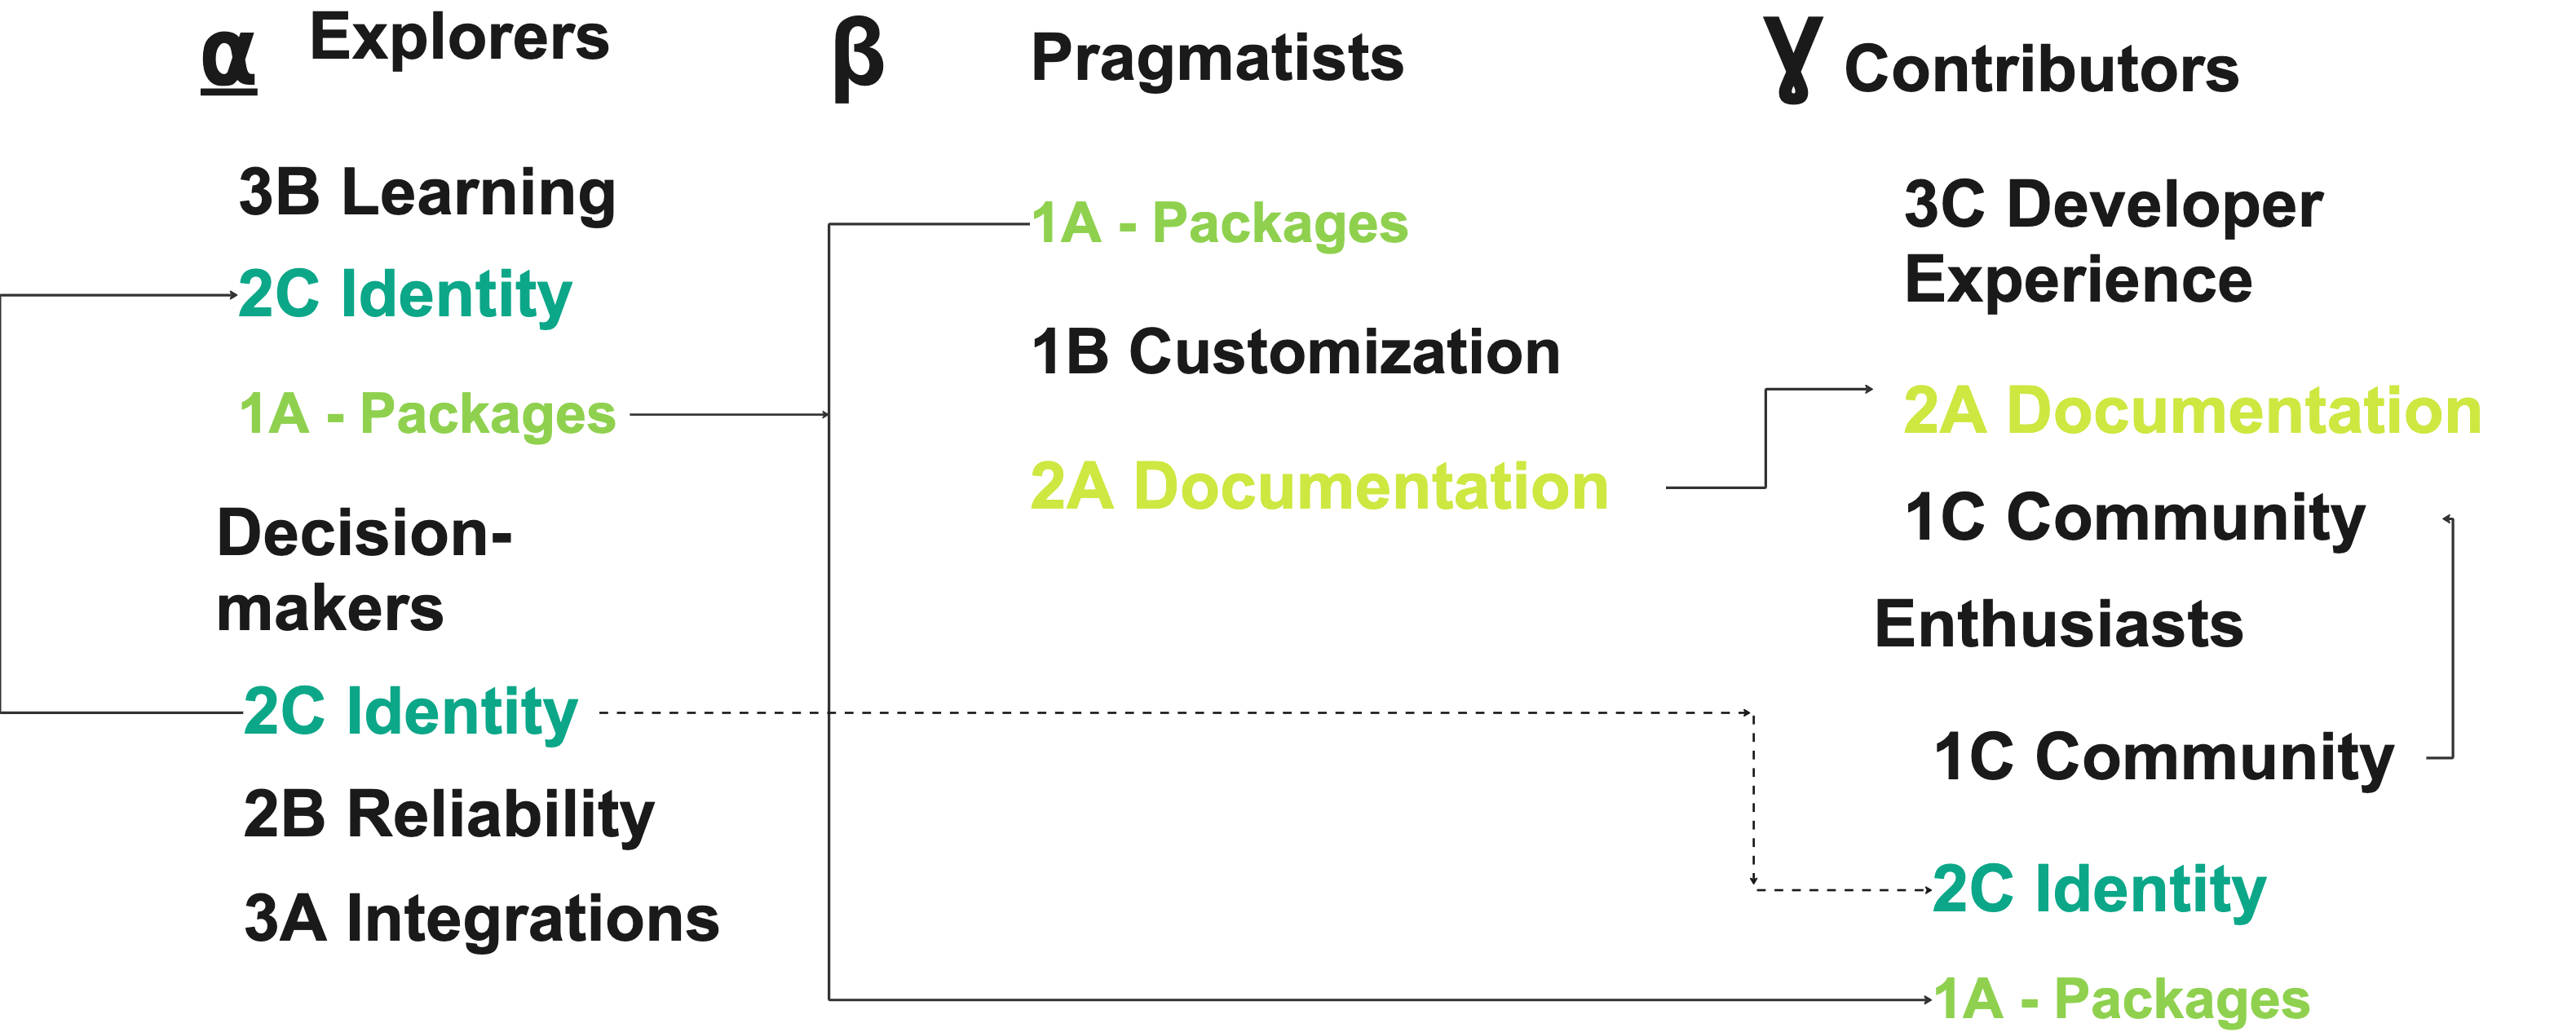 α Explorers
3B Learning
2C Identity
1A - Packages
Decision-
makers
2C Identity
2B Reliability
3A Integrations
β Pragmatists
1A - Packages
1B Customization
2A Documentation
Ɣ Contributors
3C Developer
Experience
2A Documentation
1C Community
Enthusiasts
1C Community
2C Identity
1A - Packages